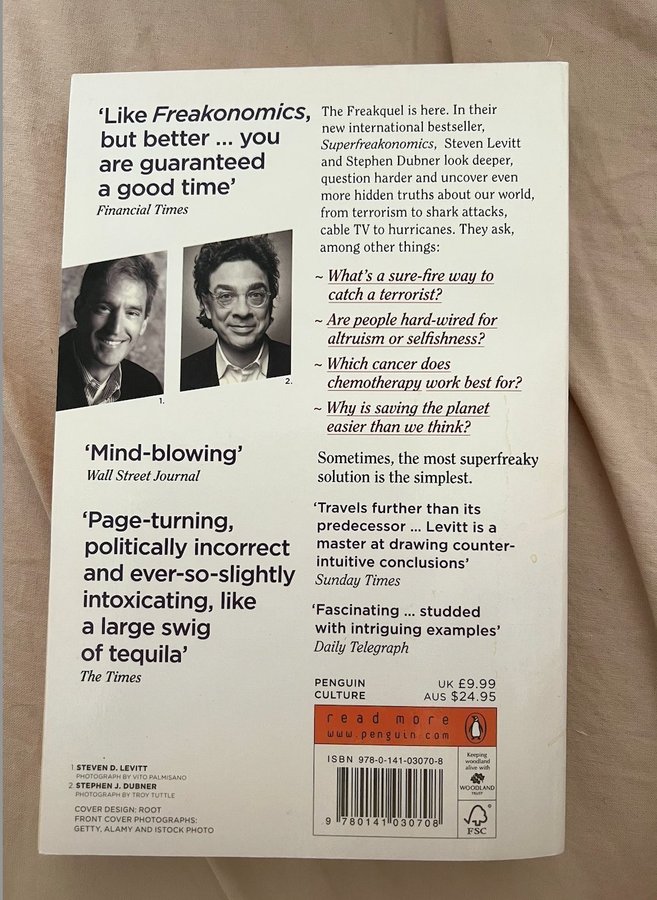 ‘Like Freakonomics,
but better ... you
are guaranteed
a good time’
Financial Times
1.
2.
‘Mind-blowing’
Wall Street Journal
‘Page-turning,
politically incorrect
and ever-so-slightly
intoxicating, like
a large swig
of tequila’
The Times
1 STEVEN D. LEVITT
PHOTOGRAPH BY VITO PALMISANO
2 STEPHEN J. DUBNER
PHOTOGRAPH BY TROY TUTTLE
COVER DESIGN: ROOT
FRONT COVER PHOTOGRAPHS:
GETTY, ALAMY AND ISTOCK PHOTO
The Freakquel is here. In their
new international bestseller,
Superfreakonomics, Steven Levitt
and Stephen Dubner look deeper,
question harder and uncover even
more hidden truths about our world,
from terrorism to shark attacks,
cable TV to hurricanes. They ask,
among other things:
~ What's a sure-fire way to
catch a terrorist?
~ Are people hard-wired for
altruism or selfishness?
~ Which cancer does
chemotherapy work best for?
~ Why is saving the planet
easier than we think?
Sometimes, the most superfreaky
solution is the simplest.
‘Travels further than its
predecessor ... Levitt is a
master at drawing counter-
intuitive conclusions’
Sunday Times
‘Fascinating ... studded
with intriguing examples’
Daily Telegraph
PENGUIN UK £9.99
CULTURE AUS $24.95
read more
www.penguin.com
ISBN 978-0-141-03070-8
9 780141 030708
Keeping
woodland
alive with
WOODLAND
TRUST
FSC